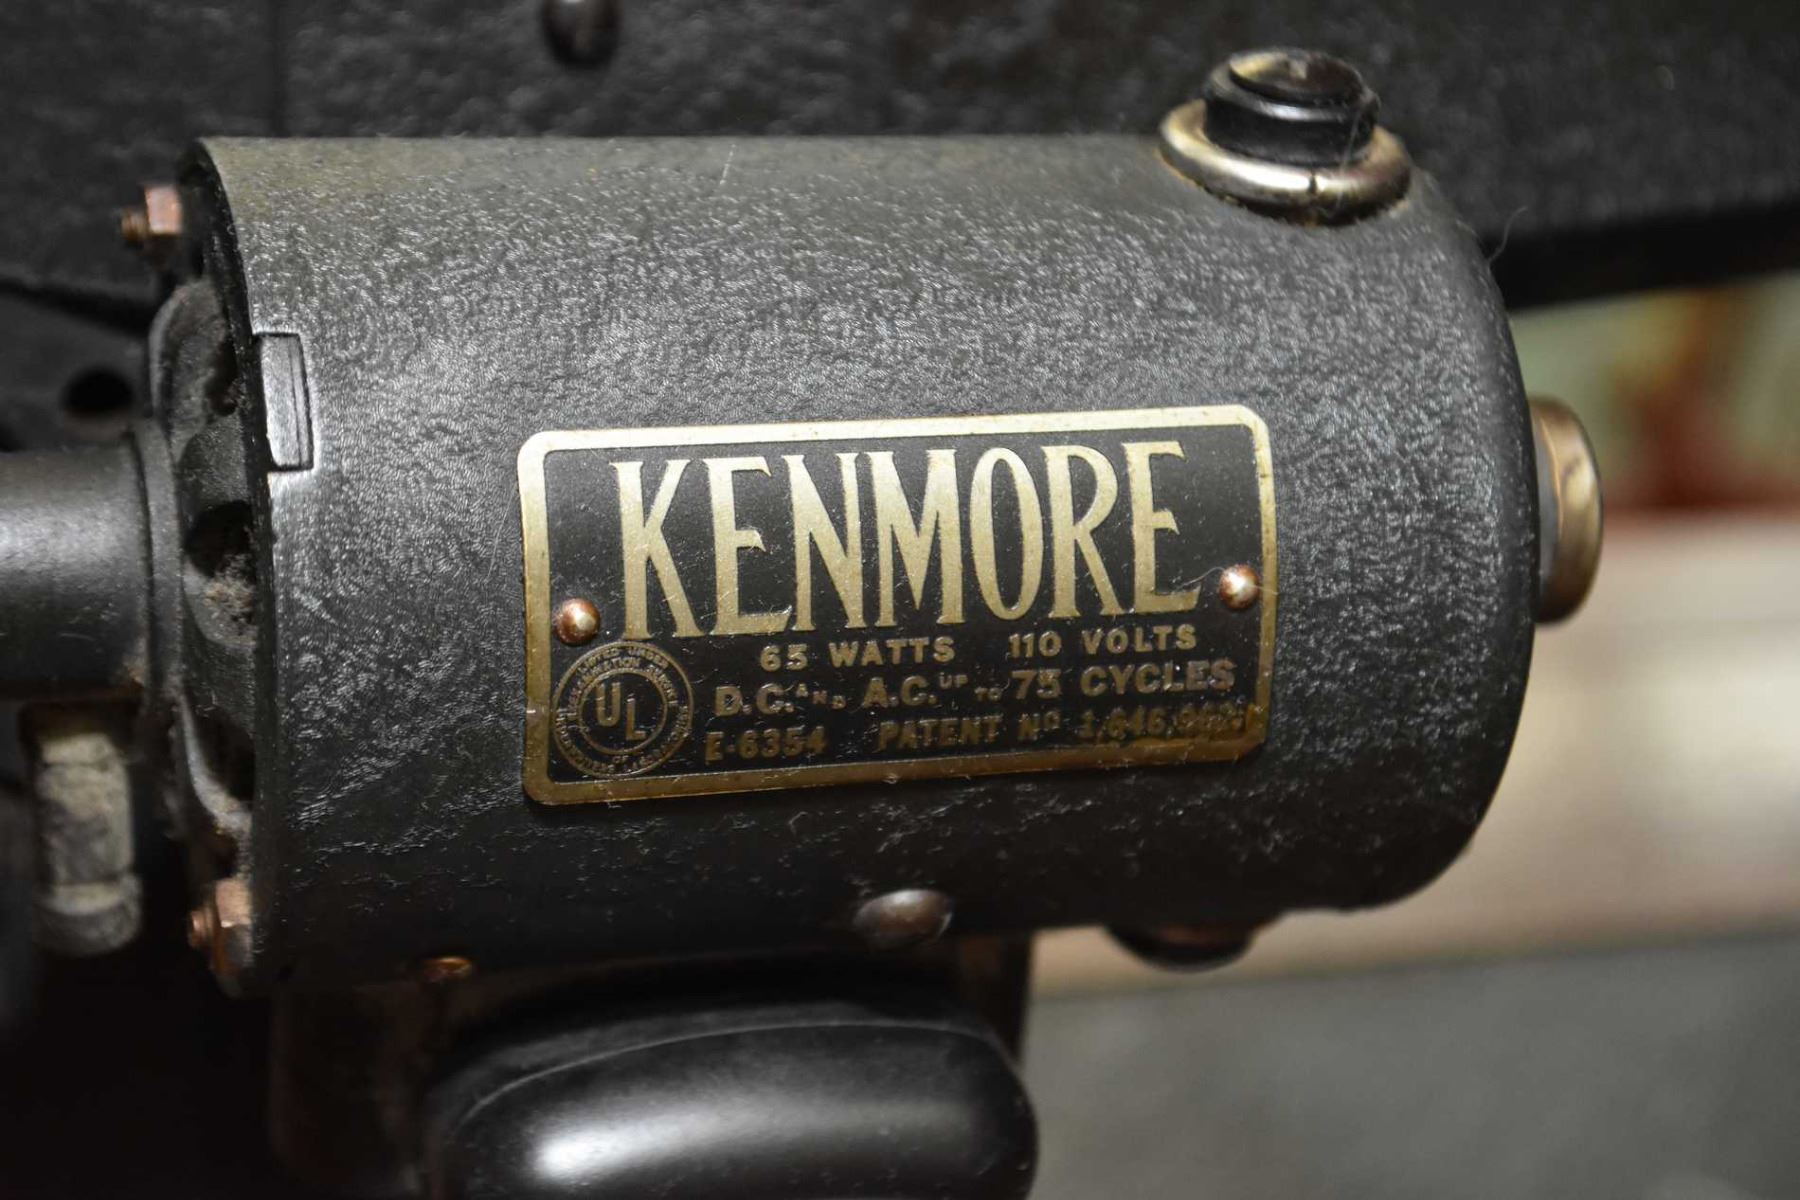 KENMORE
65 WATTS 110 VOLTS
D.C. AND A.C. UP TO 75 CYCLES
E-6354 PATENT Nº
UL